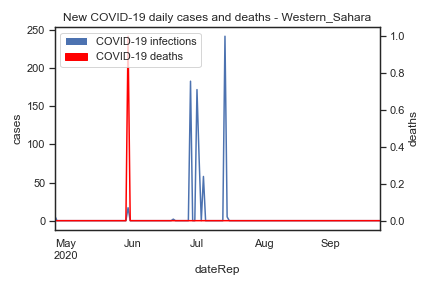 New COVID-19 daily cases and deaths - Western_Sahara
COVID-19 infections
COVID-19 deaths
250
200
150
100
50
0
cases
1.0
0.8
0.6
0.4
0.2
0.0
deaths
May
2020
Jun
Jul
Aug
Sep
dateRep